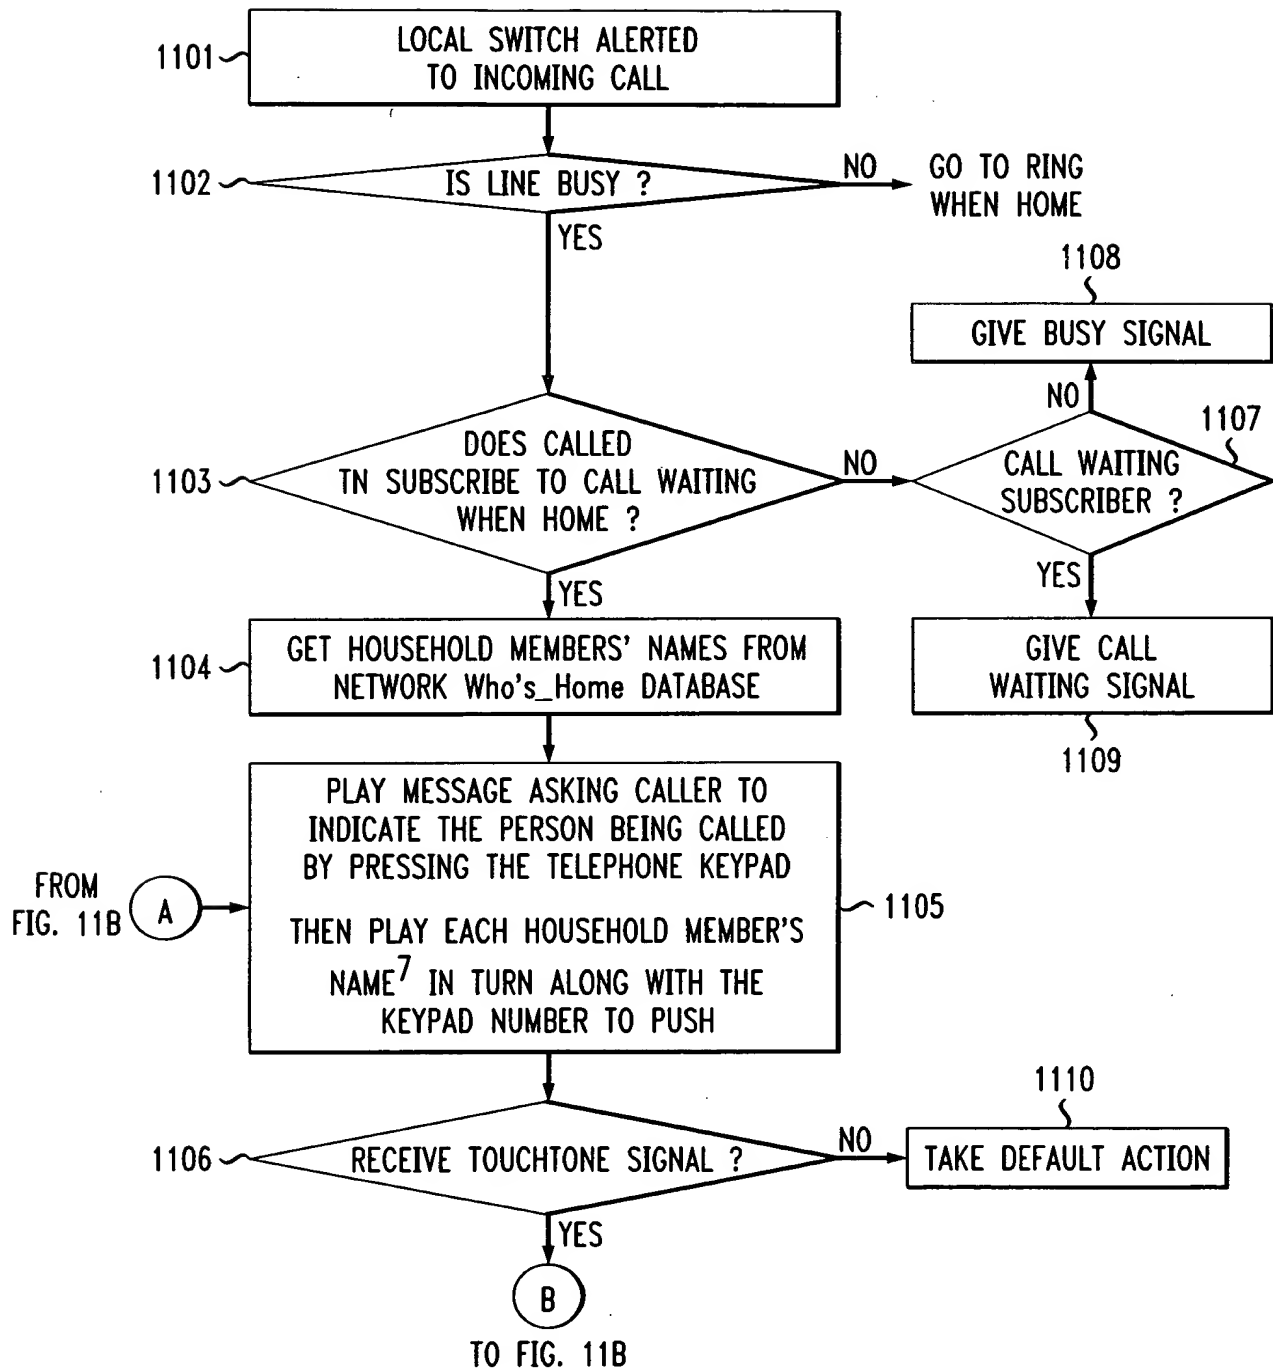 1101
LOCAL SWITCH ALERTED
TO INCOMING CALL
1102
IS LINE BUSY ?
NO
GO TO RING
WHEN HOME
YES
1108
GIVE BUSY SIGNAL
NO
1107
1103
DOES CALLED
TN SUBSCRIBE TO CALL WAITING
WHEN HOME ?
NO
CALL WAITING
SUBSCRIBER ?
YES
YES
1104
GET HOUSEHOLD MEMBERS' NAMES FROM
NETWORK Who's_Home DATABASE
GIVE CALL
WAITING SIGNAL
1109
PLAY MESSAGE ASKING CALLER TO
INDICATE THE PERSON BEING CALLED
BY PRESSING THE TELEPHONE KEYPAD
THEN PLAY EACH HOUSEHOLD MEMBER'S
NAME7 IN TURN ALONG WITH THE
KEYPAD NUMBER TO PUSH
FROM
FIG. 11B
A
1105
1110
1106
RECEIVE TOUCHTONE SIGNAL ?
NO
TAKE DEFAULT ACTION
YES
B
TO FIG. 11B